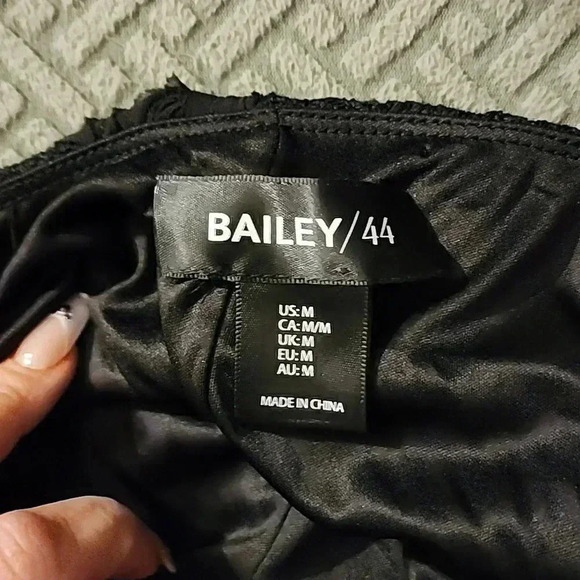 BAILEY/44
US: M
CA: M/M
UK: M
EU: M
AU: M
MADE IN CHINA